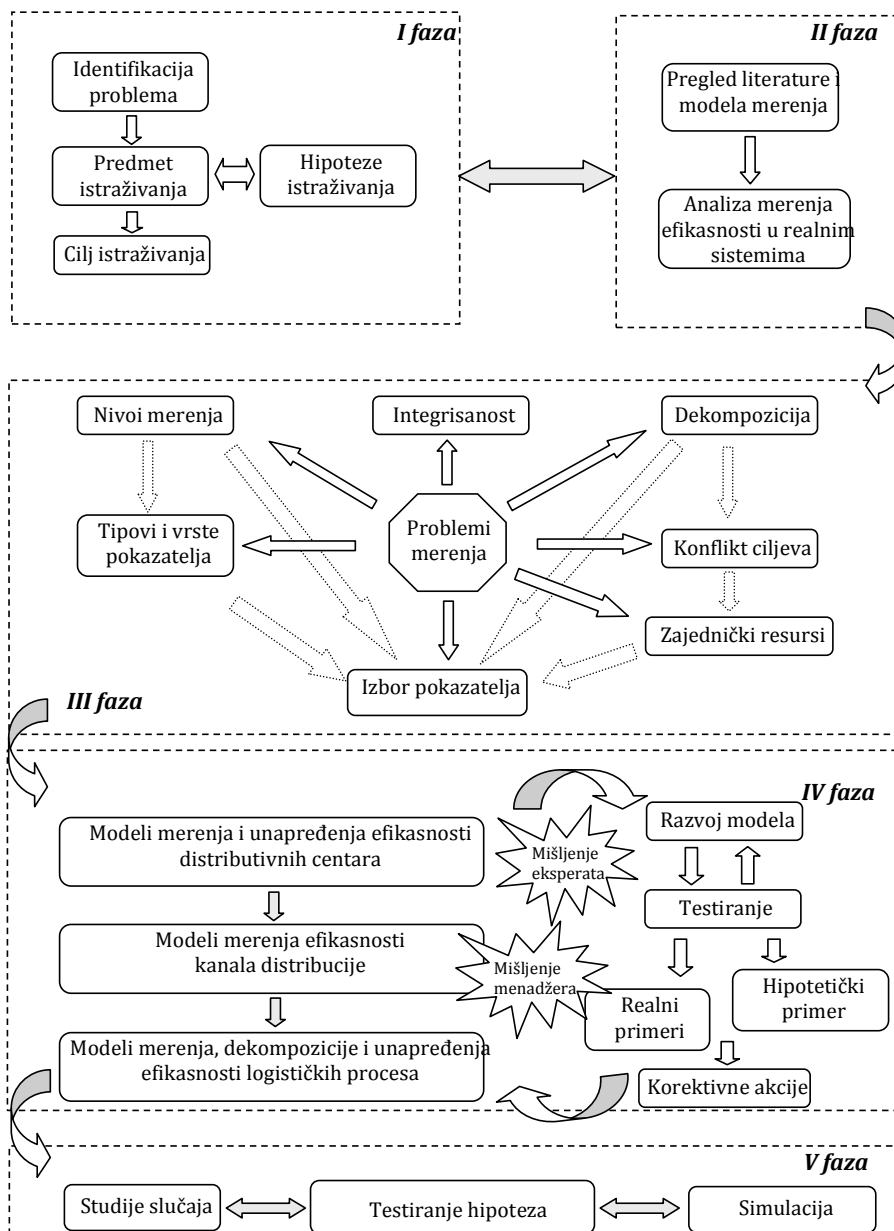 I faza
Identifikacija
problema
Predmet
istraživanja
Hipoteze
istraživanja
Cilj istraživanja
II faza
Pregled literature i
modela merenja
Analiza merenja
efikasnosti u realnim
sistemima
Nivoi merenja
Integrisanost
Dekompozicija
Tipovi i vrste
pokazatelja
Problemi
merenja
Konflikt ciljeva
Zajednički resursi
Izbor pokazatelja
III faza
IV faza
Modeli merenja i unapređenja efikasnosti
distributivnih centara
Modeli merenja efikasnosti
kanala distribucije
Modeli merenja, dekompozicije i unapređenja
efikasnosti logističkih procesa
Mišljenje
eksperata
Mišljenje
menadžera
Razvoj modela
Testiranje
Realni
primeri
Hipotetički
primer
Korektivne akcije
V faza
Studije slučaja
Testiranje hipoteza
Simulacija